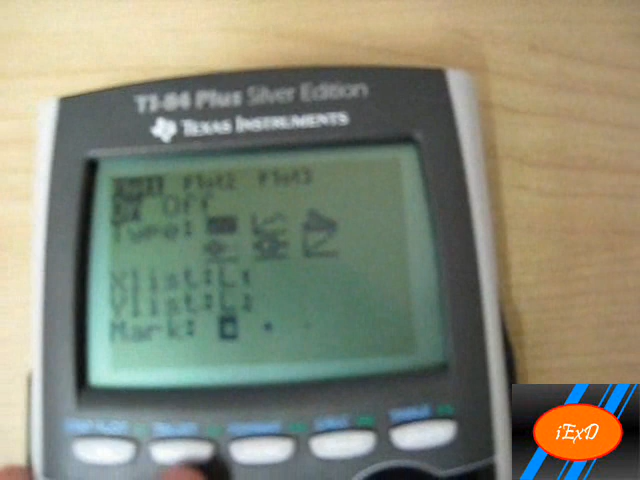 TI-84 Plus Silver Edition
TEXAS INSTRUMENTS
Plot1 Plot2 Plot3
On Off
Type:
Xlist:L1
Ylist:L2
Mark:
iExD